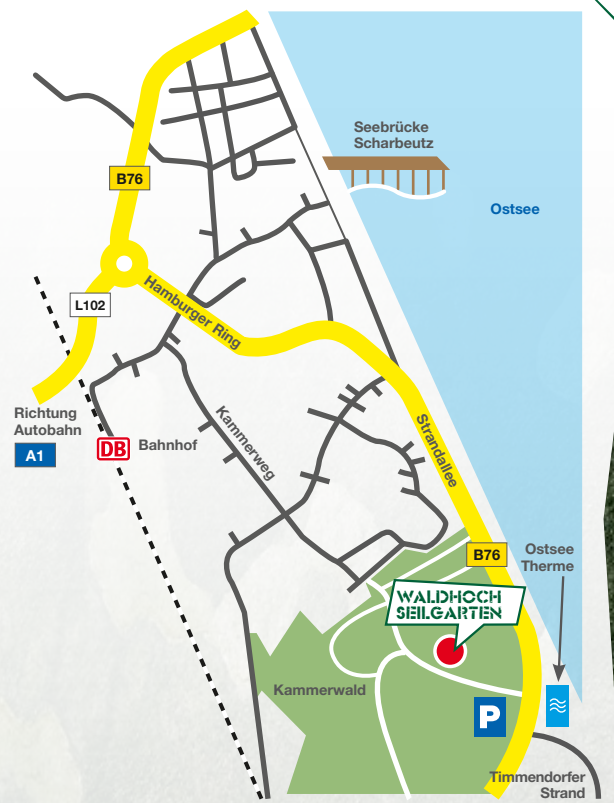 Seebrücke
Scharbeutz
B76
Ostsee
L102
Hamburger Ring
Richtung
Autobahn
A1
DB
Bahnhof
Kammerweg
Strandallee
B76
Ostsee
Therme
WALDHOCH
SEILGARTEN
Kammerwald
P
Timmendorfer
Strand